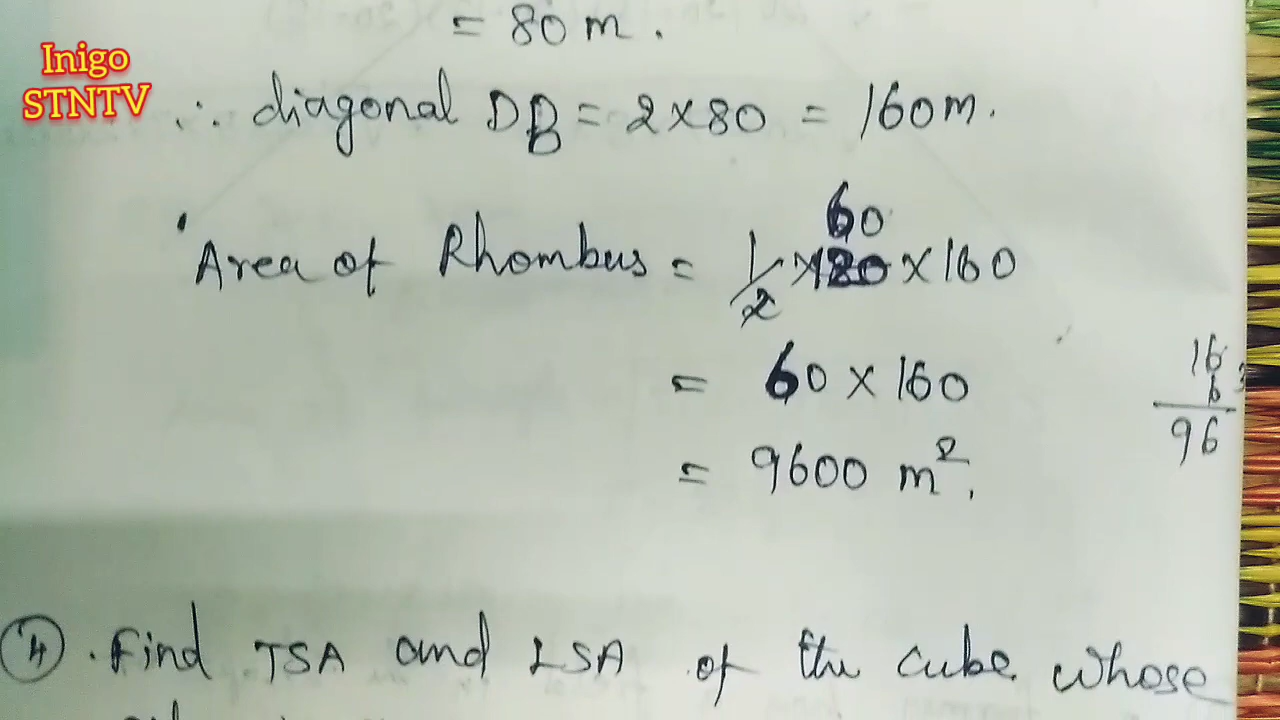 = 80 m.
Inigo
STNTV
∴ diagonal DB = 2 × 80 = 160 m.
60
Area of Rhombus = 1/2 × 120 × 160
= 60 × 160
= 9600 m².
16
6
96
④. Find TSA and LSA of the cube whose